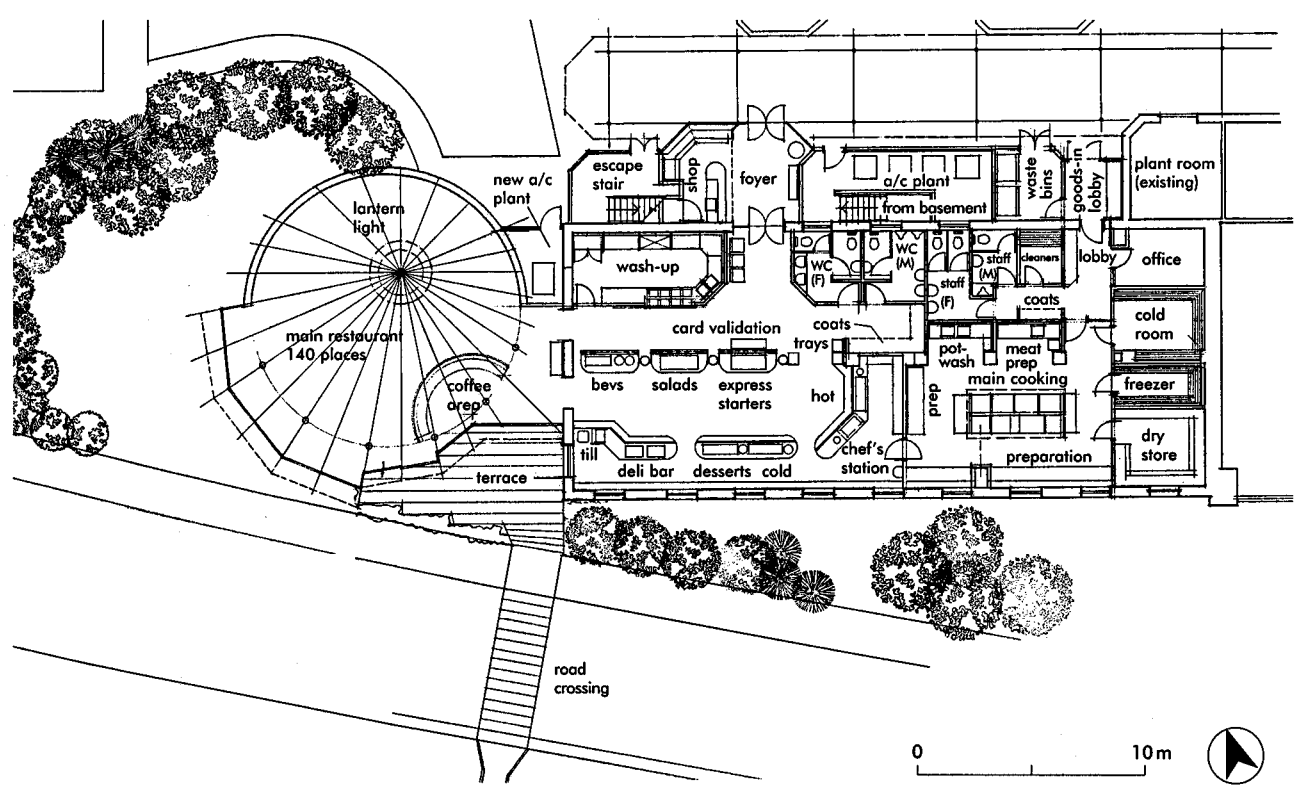 escape
stair
shop
foyer
a/c plant
from basement
waste
bins
goods-in
lobby
plant room
(existing)
new a/c
plant
lantern
light
wash-up
WC
(F)
WC
(M)
staff
(F)
staff
(M)
cleaners
lobby
office
coats
cold
room
main restaurant
140 places
card validation
coats
trays
pot-
wash
meat
prep
main cooking
freezer
coffee
area
bevs
salads
express
starters
hot
prep
dry
store
till
deli bar
desserts cold
chef's
station
preparation
terrace
road
crossing
0
10 m